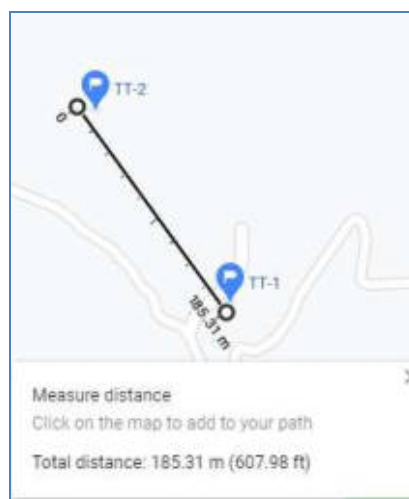 TT-2
0
TT-1
185.31 m
Measure distance
Click on the map to add to your path
Total distance: 185.31 m (607.98 ft)